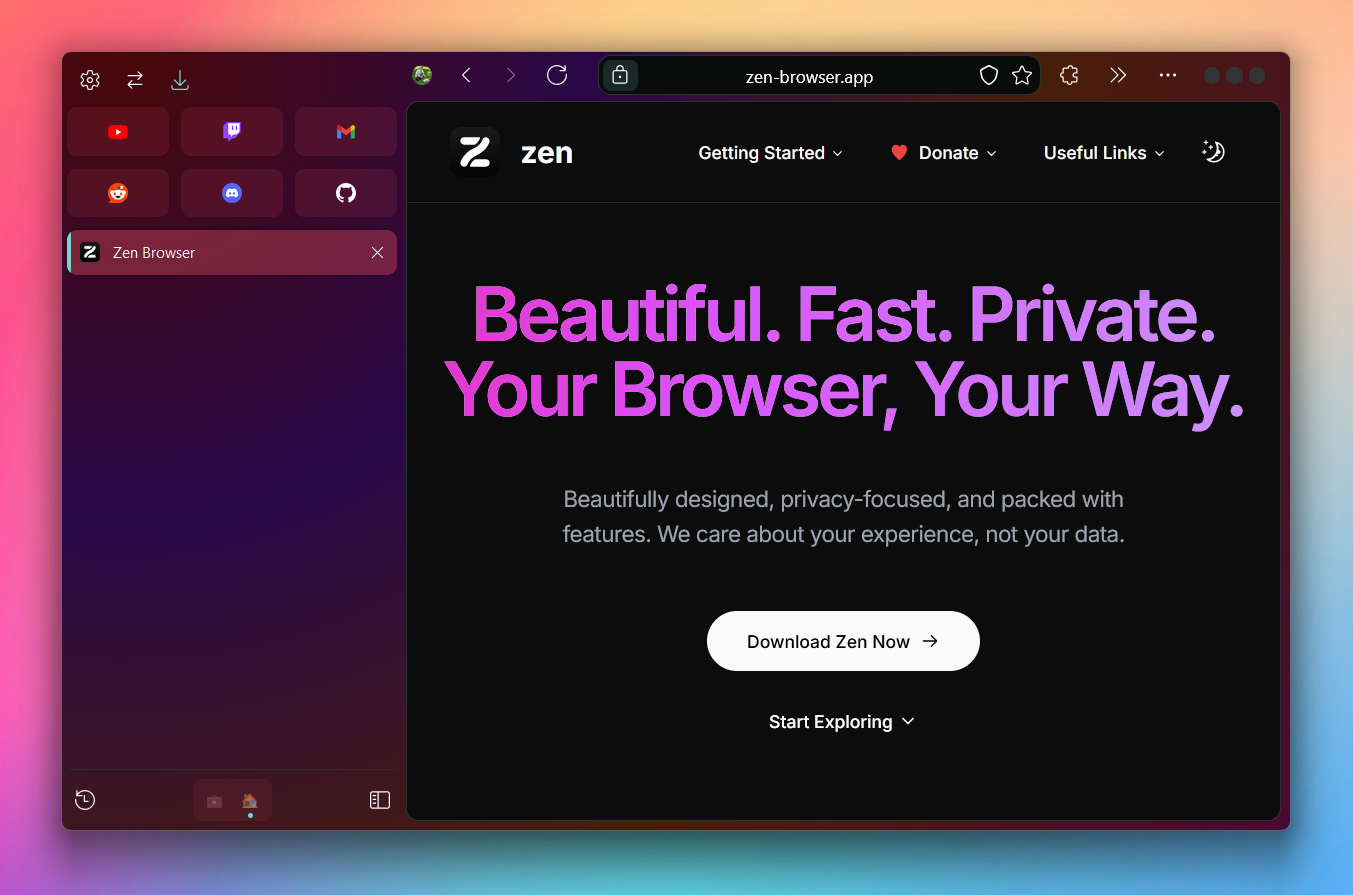 zen-browser.app
Zen Browser
zen
Getting Started
Donate
Useful Links
Beautiful. Fast. Private.
Your Browser, Your Way.
Beautifully designed, privacy-focused, and packed with
features. We care about your experience, not your data.
Download Zen Now
Start Exploring